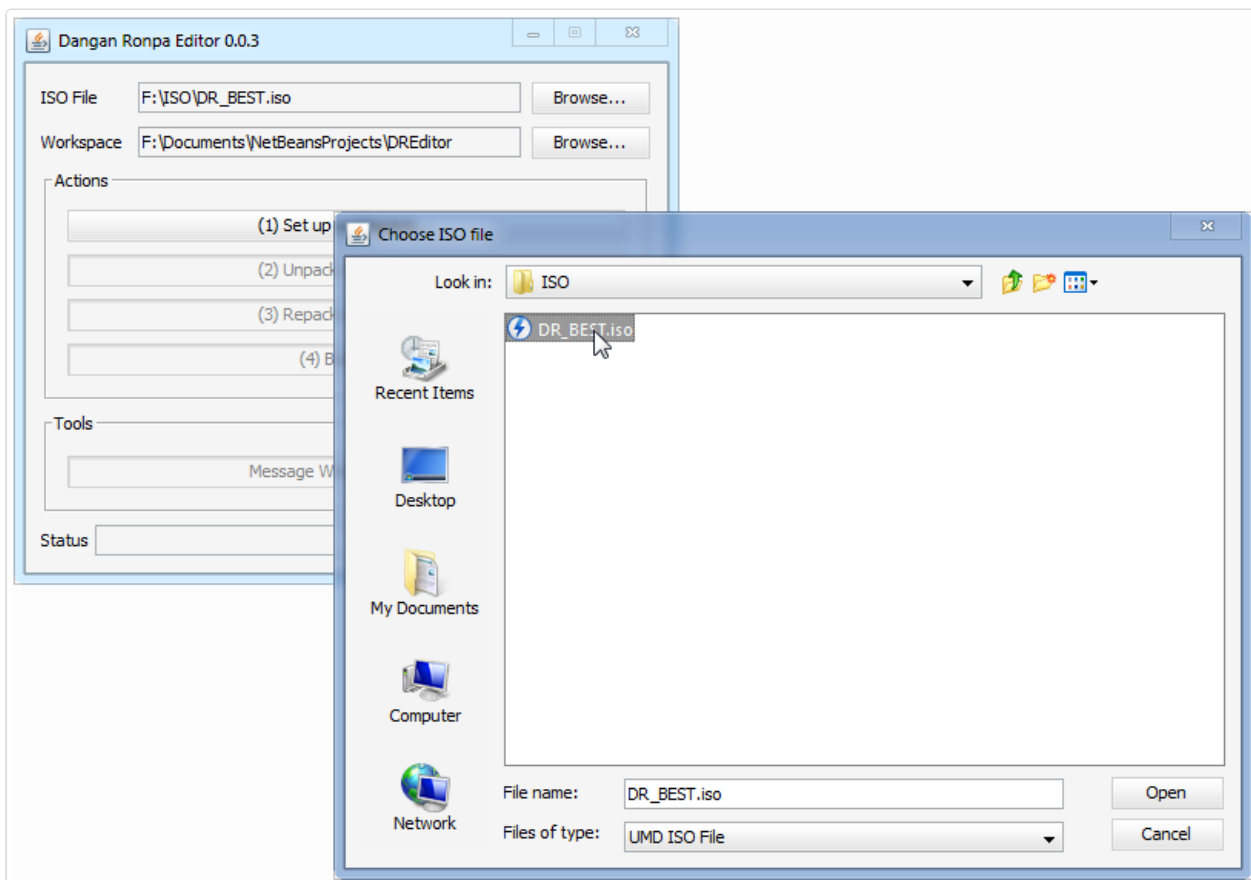 Dangan Ronpa Editor 0.0.3
ISO File F:\ISO\DR_BEST.iso Browse...
Workspace F:\Documents\NetBeansProjects\DREditor Browse...
Actions
(1) Set up
(2) Unpack
(3) Repack
(4) B
Tools
Message W
Status
Choose ISO file
Look in: ISO
DR_BEST.iso
Recent Items
Desktop
My Documents
Computer
Network
File name: DR_BEST.iso Open
Files of type: UMD ISO File Cancel